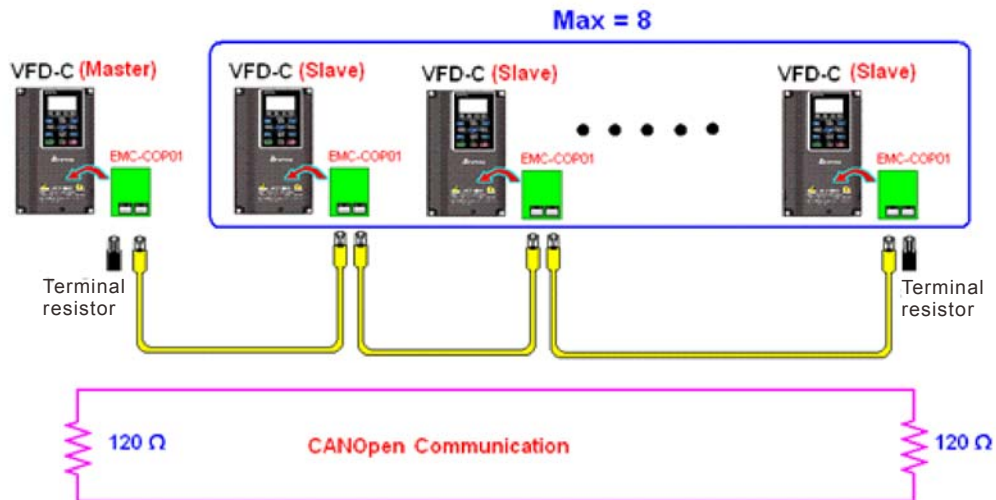 Max = 8
VFD-C (Master)
VFD-C (Slave)
VFD-C (Slave)
VFD-C (Slave)
EMC-COP01
EMC-COP01
EMC-COP01
EMC-COP01
Terminal
resistor
Terminal
resistor
120 Ω
CANOpen Communication
120 Ω